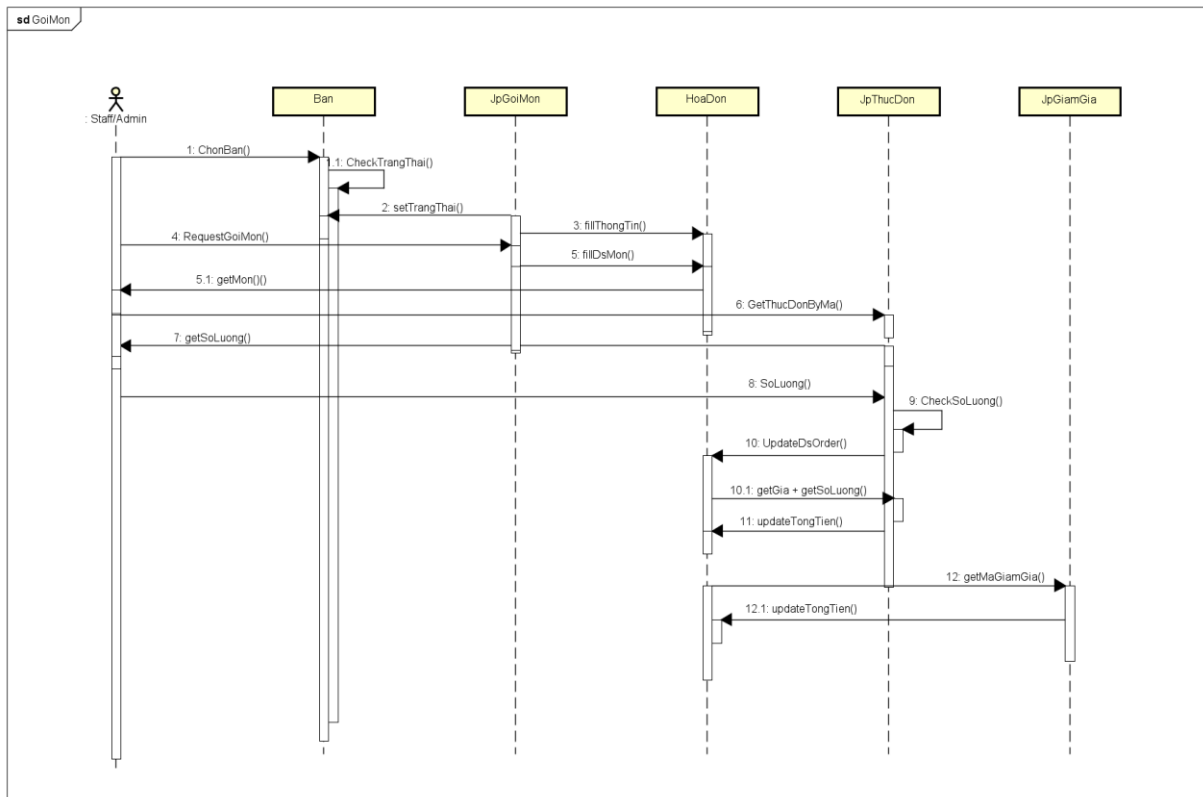 sd GoiMon
: Staff/Admin
Ban
JpGoiMon
HoaDon
JpThucDon
JpGiamGia
1: ChonBan()
1.1: CheckTrangThai()
2: setTrangThai()
3: fillThongTin()
4: RequestGoiMon()
5: fillDsMon()
5.1: getMon()()
6: GetThucDonByMa()
7: getSoLuong()
8: SoLuong()
9: CheckSoLuong()
10: UpdateDsOrder()
10.1: getGia + getSoLuong()
11: updateTongTien()
12: getMaGiamGia()
12.1: updateTongTien()